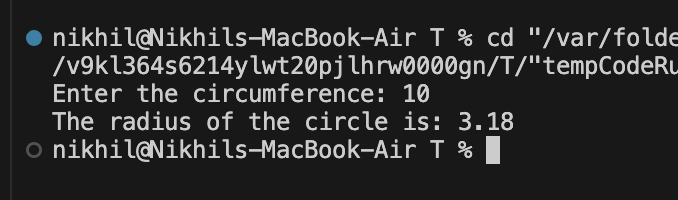 nikhil@Nikhils-MacBook-Air T % cd "/var/folde
/v9kl364s6214ylwt20pjlhrw0000gn/T/"tempCodeRu
Enter the circumference: 10
The radius of the circle is: 3.18
nikhil@Nikhils-MacBook-Air T %